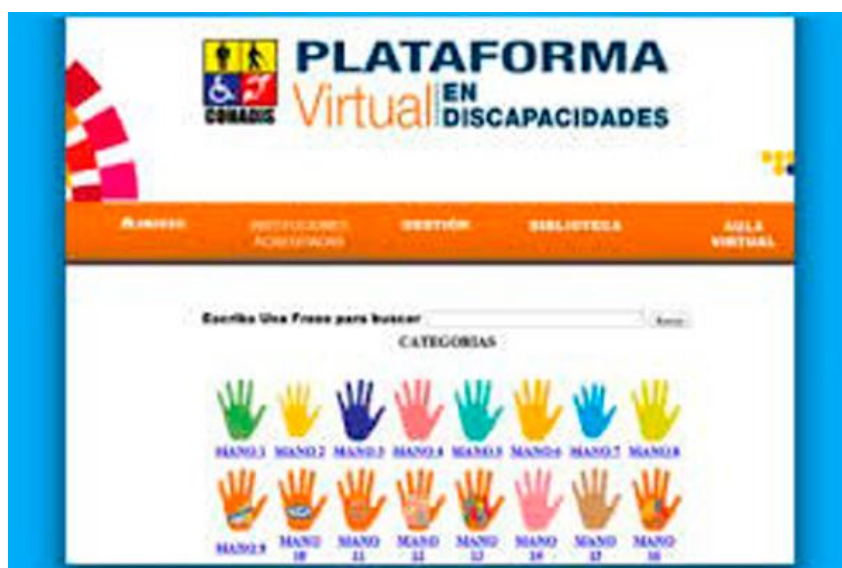 PLATAFORMA
Virtual EN DISCAPACIDADES
CONADIS
INICIO
INSTITUCIONES ACREDITADAS
GESTIÓN
BIBLIOTECA
AULA VIRTUAL
Escriba Una Frase para buscar
CATEGORIAS
MANO 1 MANO 2 MANO 3 MANO 4 MANO 5 MANO 6 MANO 7 MANO 8
MANO 9 MANO 10 MANO 11 MANO 12 MANO 13 MANO 14 MANO 15 MANO 16